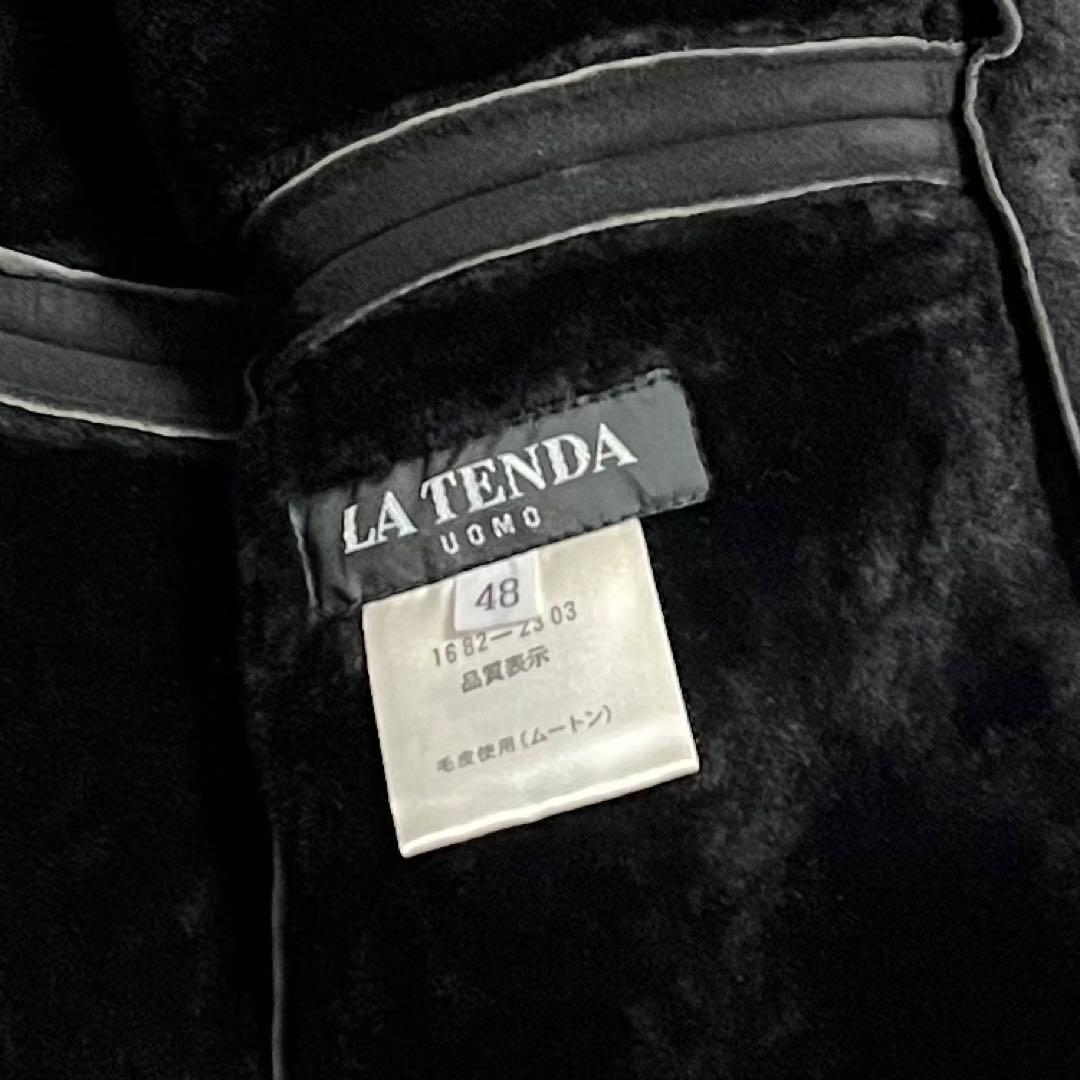 LA TENDA
UOMO
48
1682-2303
品質表示
毛皮使用(ムートン)